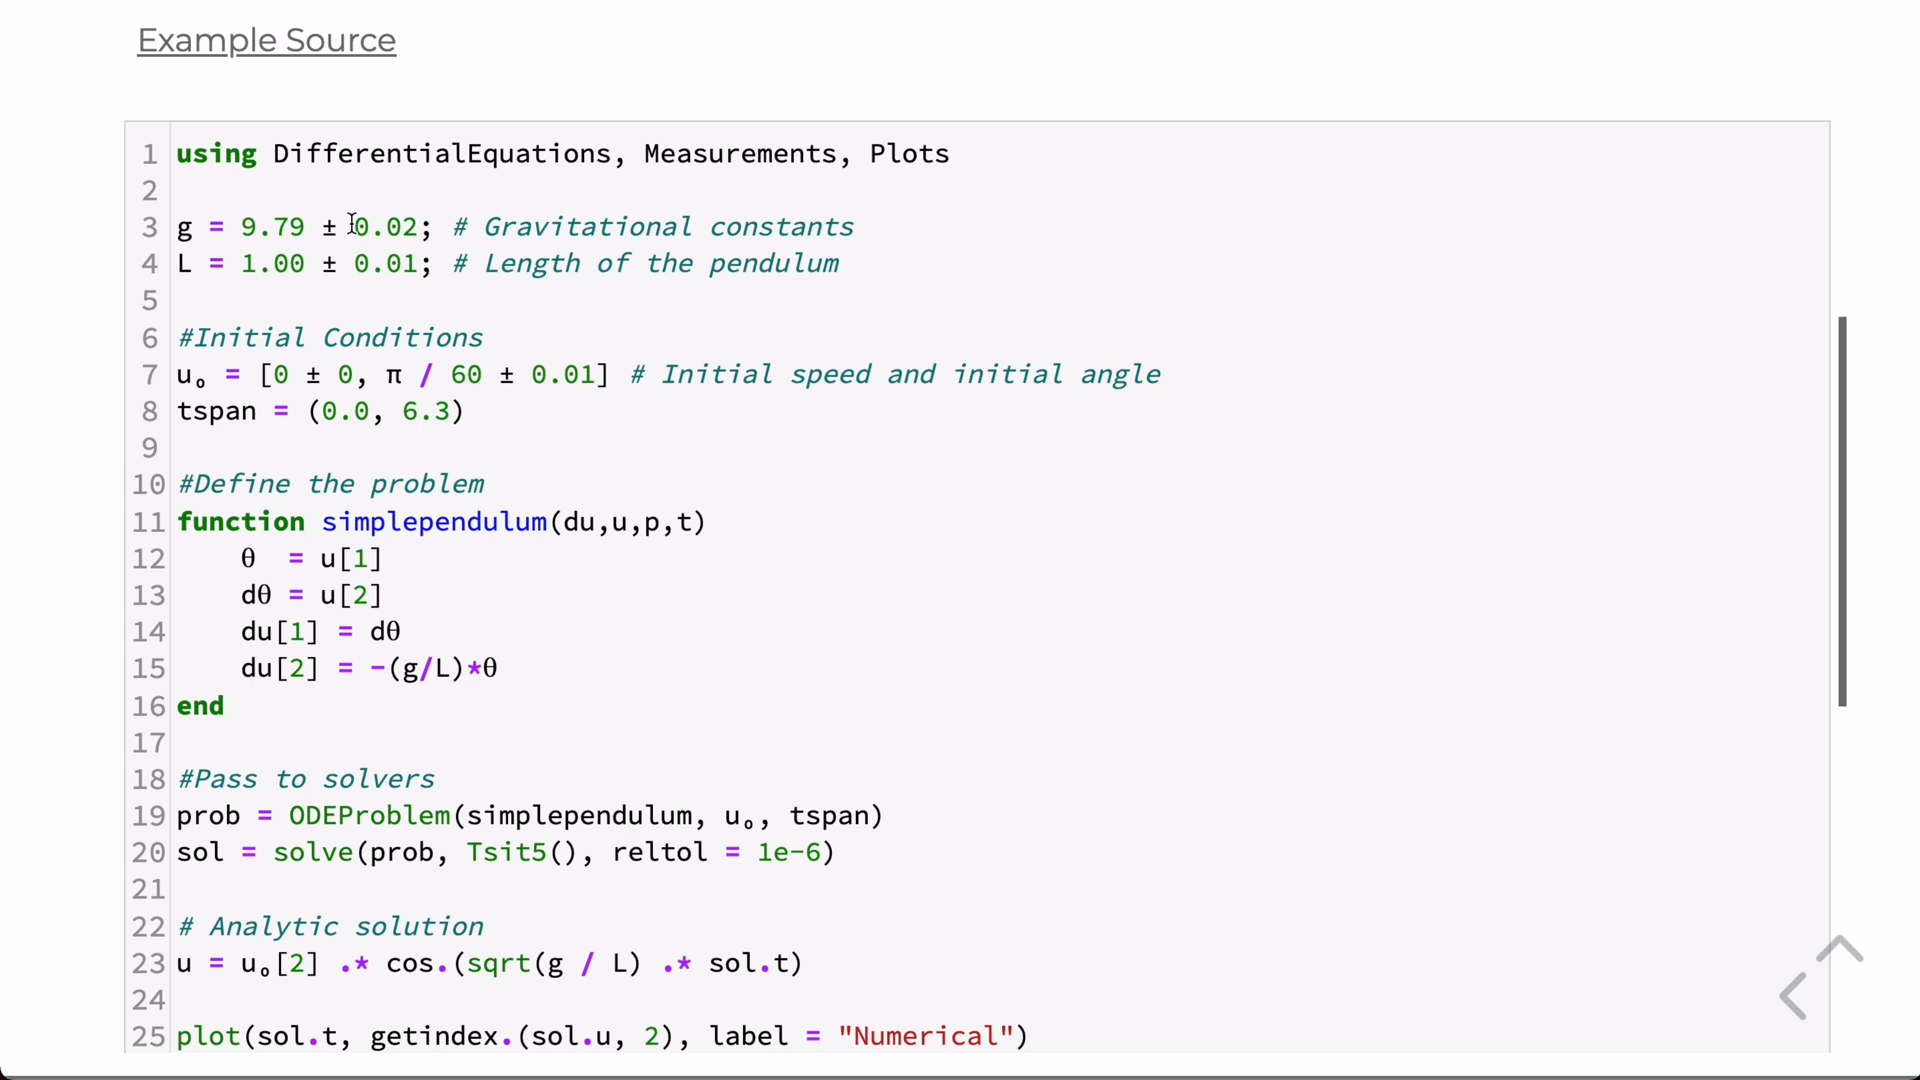 Example Source
1 using DifferentialEquations, Measurements, Plots
2
3 g = 9.79 ± 0.02; # Gravitational constants
4 L = 1.00 ± 0.01; # Length of the pendulum
5
6 #Initial Conditions
7 u₀ = [0 ± 0, π / 60 ± 0.01] # Initial speed and initial angle
8 tspan = (0.0, 6.3)
9
10 #Define the problem
11 function simplependulum(du,u,p,t)
12     θ  = u[1]
13     dθ = u[2]
14     du[1] = dθ
15     du[2] = -(g/L)*θ
16 end
17
18 #Pass to solvers
19 prob = ODEProblem(simplependulum, u₀, tspan)
20 sol = solve(prob, Tsit5(), reltol = 1e-6)
21
22 # Analytic solution
23 u = u₀[2] .* cos.(sqrt(g / L) .* sol.t)
24
25 plot(sol.t, getindex.(sol.u, 2), label = "Numerical")